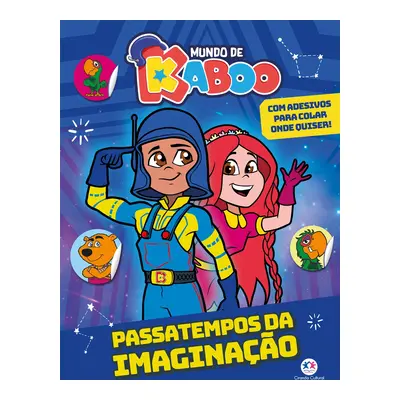 MUNDO DE
KABOO
COM ADESIVOS
PARA COLAR
ONDE QUISER!
PASSATEMPOS DA
IMAGINAÇÃO
Ciranda Cultural